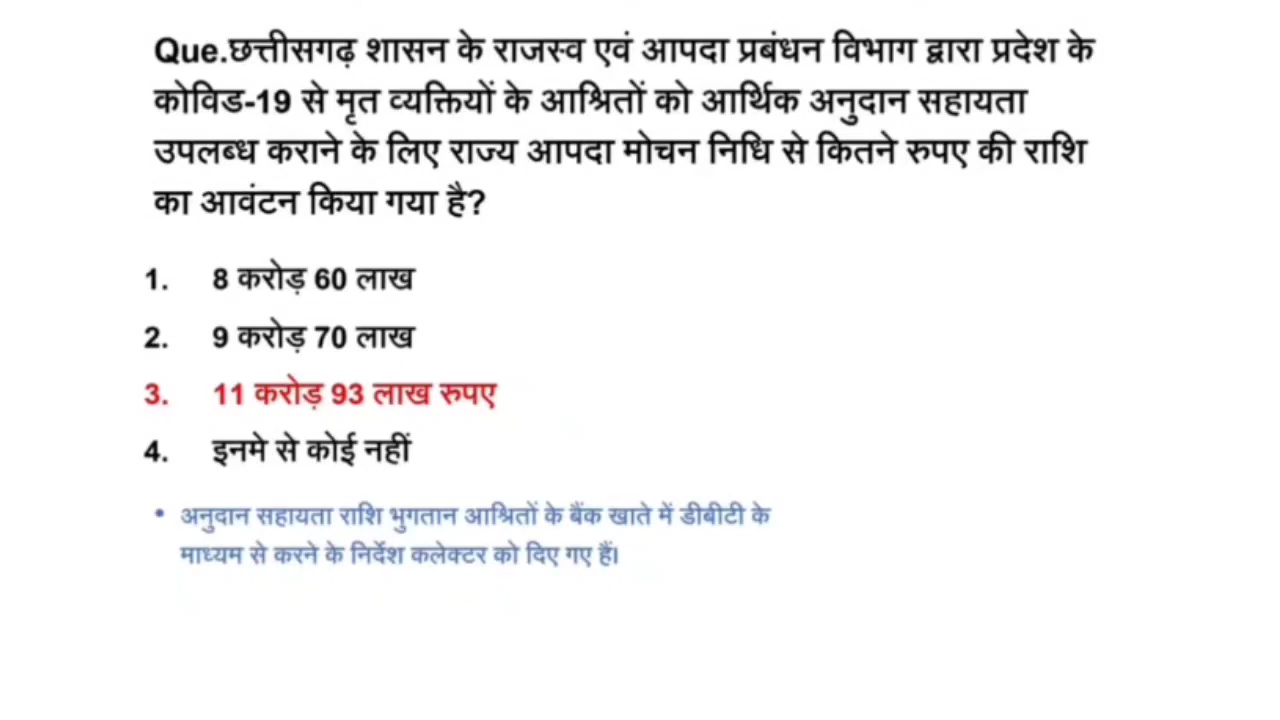 Que.छत्तीसगढ़ शासन के राजस्व एवं आपदा प्रबंधन विभाग द्वारा प्रदेश के
कोविड-19 से मृत व्यक्तियों के आश्रितों को आर्थिक अनुदान सहायता
उपलब्ध कराने के लिए राज्य आपदा मोचन निधि से कितने रुपए की राशि
का आवंटन किया गया है?
1. 8 करोड़ 60 लाख
2. 9 करोड़ 70 लाख
3. 11 करोड़ 93 लाख रुपए
4. इनमे से कोई नहीं
• अनुदान सहायता राशि भुगतान आश्रितों के बैंक खाते में डीबीटी के
माध्यम से करने के निर्देश कलेक्टर को दिए गए हैं।